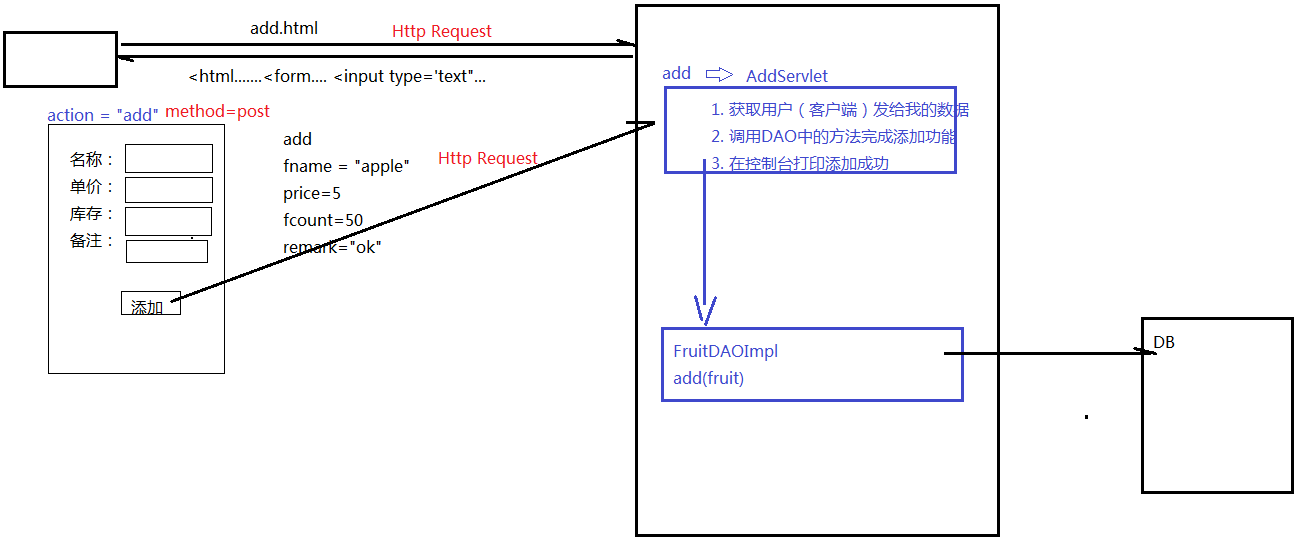 add.html
Http Request
<html.......<form.... <input type='text"...
action = "add"
method=post
名称：
单价：
库存：
备注：
添加
add
fname = "apple"
price=5
fcount=50
remark="ok"
Http Request
add
AddServlet
1. 获取用户（客户端）发给我的数据
2. 调用DAO中的方法完成添加功能
3. 在控制台打印添加成功
FruitDAOImpl
add(fruit)
DB